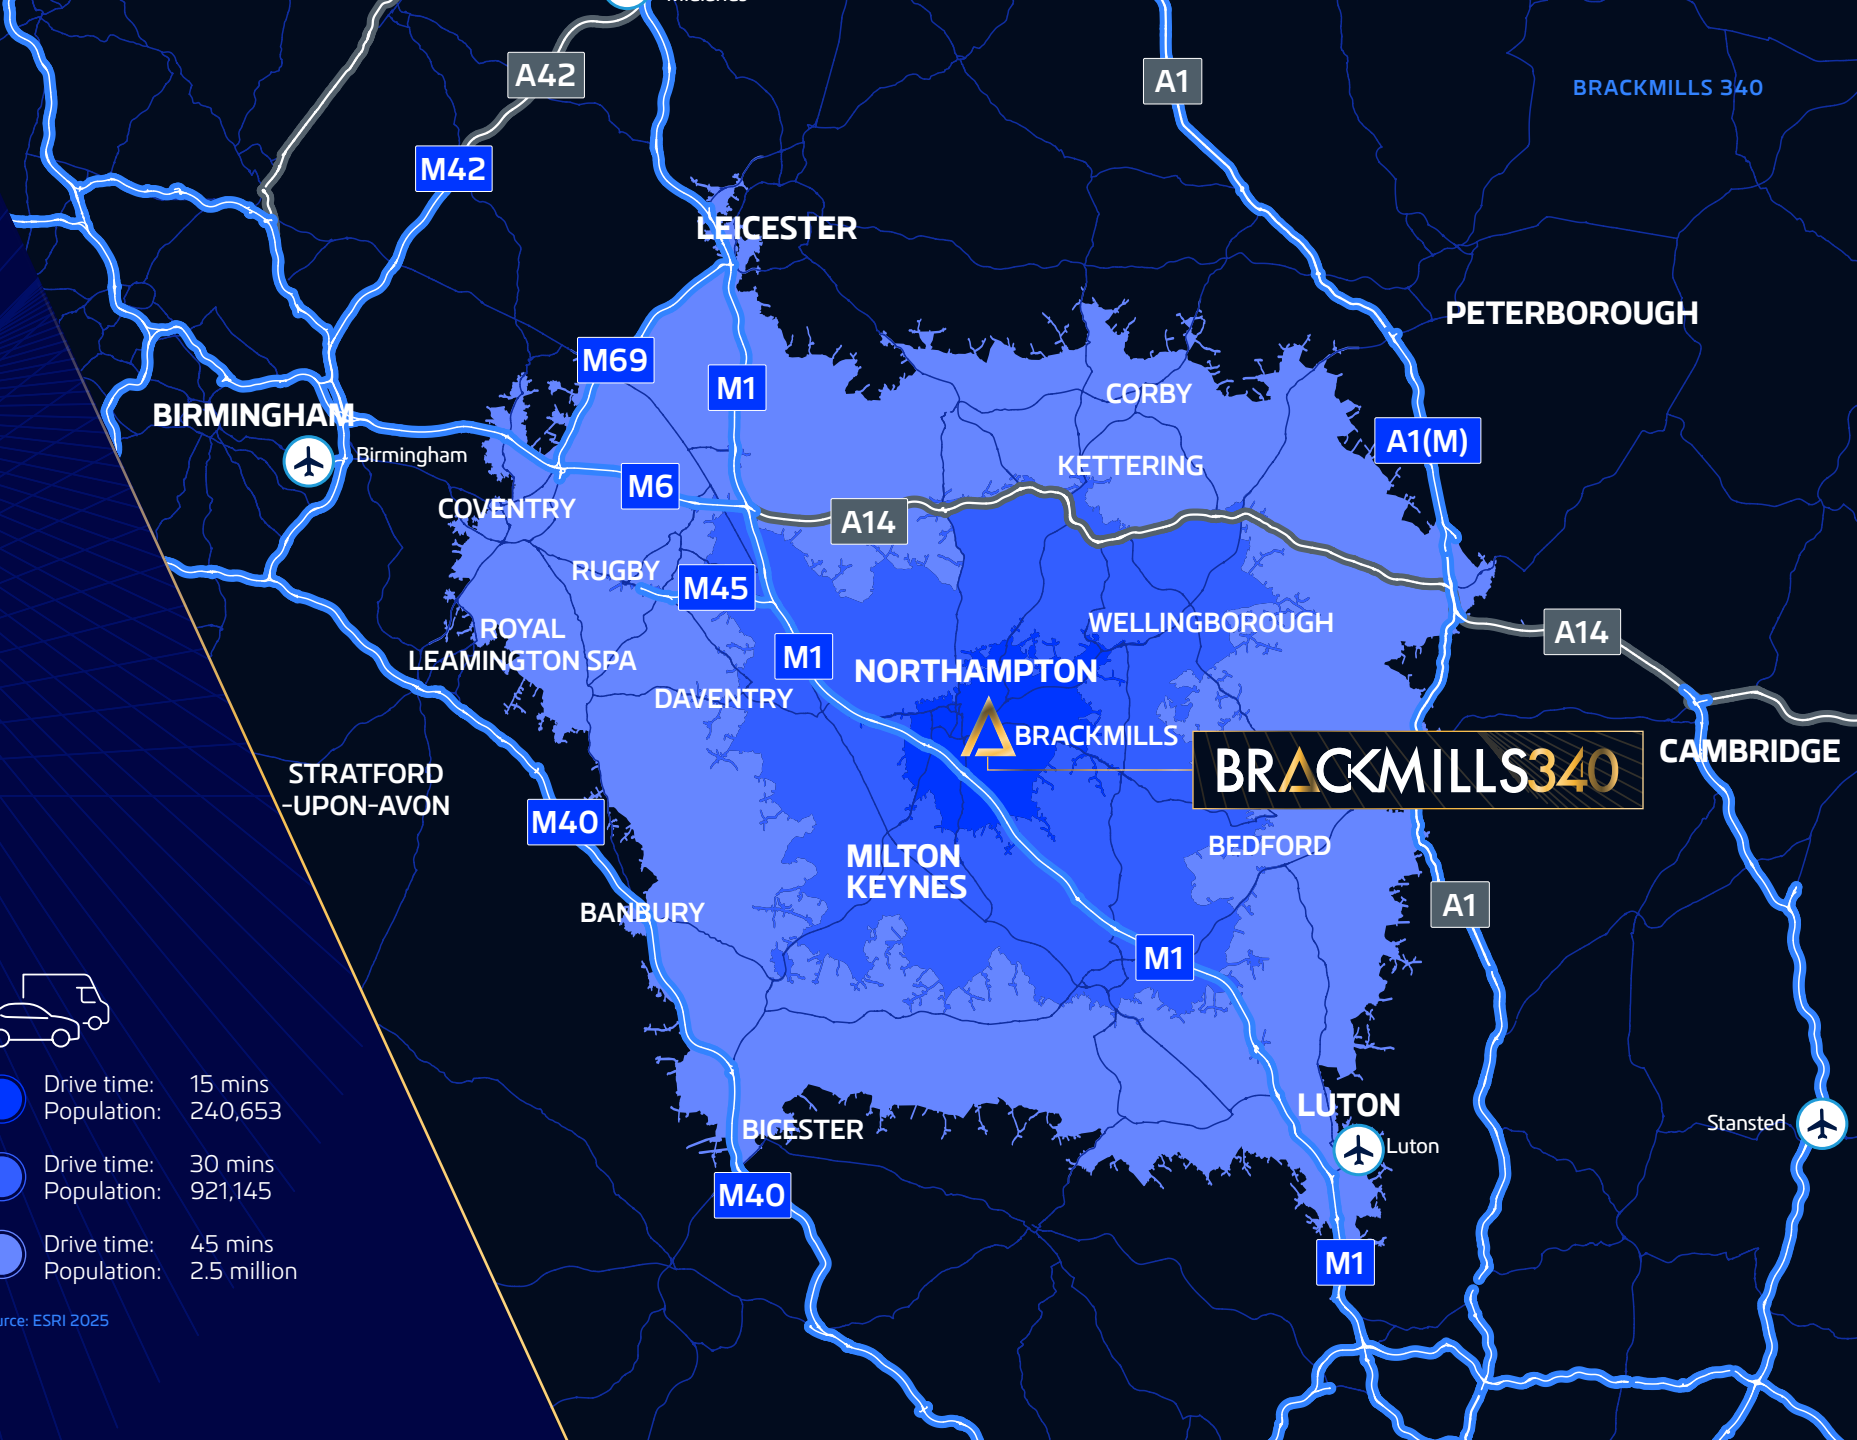 A42
A1
BRACKMILLS 340
M42
LEICESTER
PETERBOROUGH
M69
M1
CORBY
BIRMINGHAM
A1(M)
Birmingham
KETTERING
M6
COVENTRY
A14
RUGBY
M45
WELLINGBOROUGH
ROYAL
LEAMINGTON SPA
A14
M1
NORTHAMPTON
DAVENTRY
BRACKMILLS
CAMBRIDGE
BRACKMILLS340
STRATFORD
-UPON-AVON
M40
BEDFORD
MILTON
KEYNES
A1
BANBURY
M1
Drive time: 15 mins
Population: 240,653
LUTON
Stansted
BICESTER
Luton
Drive time: 30 mins
Population: 921,145
M40
Drive time: 45 mins
Population: 2.5 million
M1
ESRI 2025